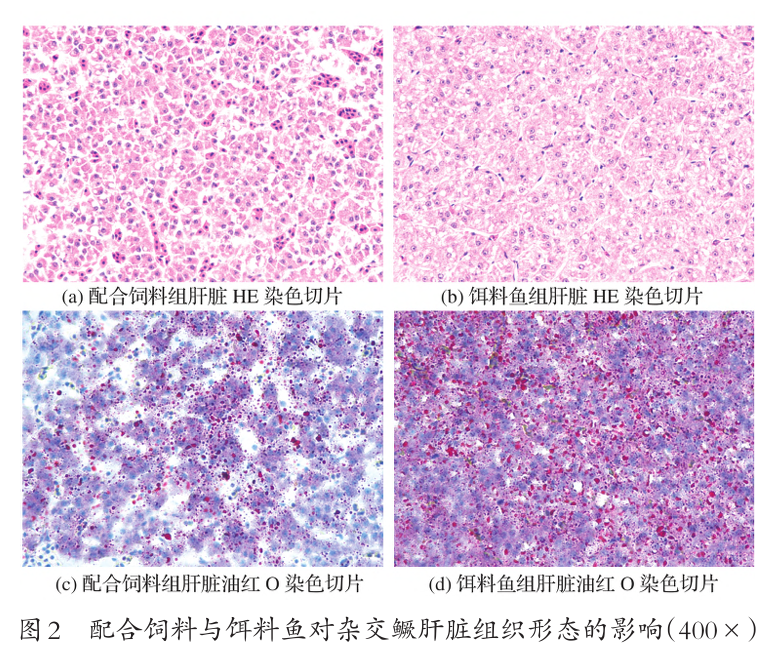 (a) 配合饲料组肝脏 HE 染色切片
(b) 饵料鱼组肝脏 HE 染色切片
(c) 配合饲料组肝脏油红 O 染色切片
(d) 饵料鱼组肝脏油红 O 染色切片
图2 配合饲料与饵料鱼对杂交鳜肝脏组织形态的影响(400×)